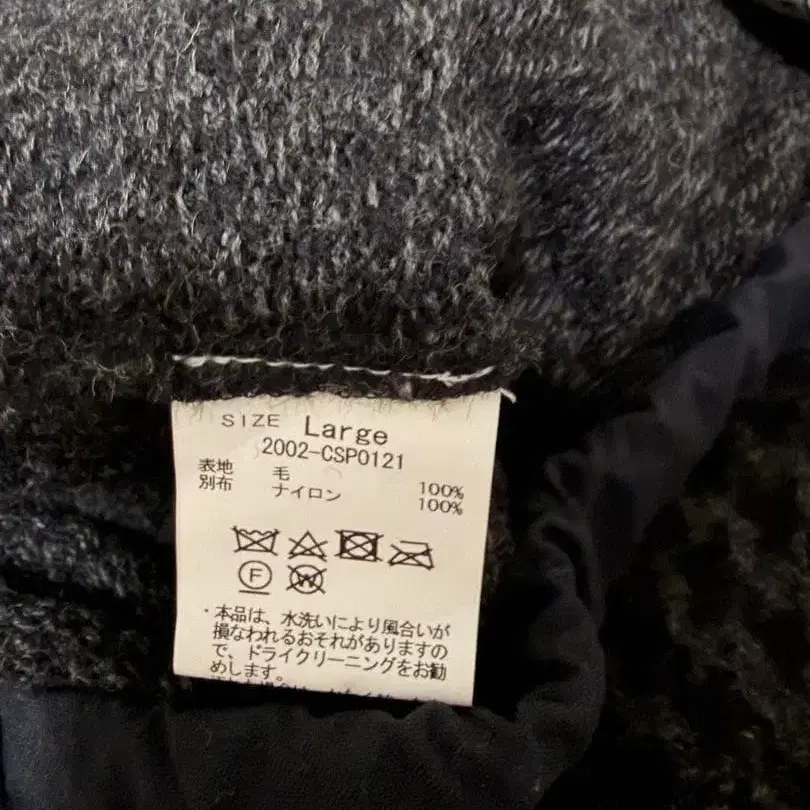 SIZE Large
2002-CSP0121
表地 毛 100%
別布 ナイロン 100%
F W
・本品は、水洗いにより風合いが
損なわれるおそれがありますの
で、ドライクリーニングをお勧
めします。